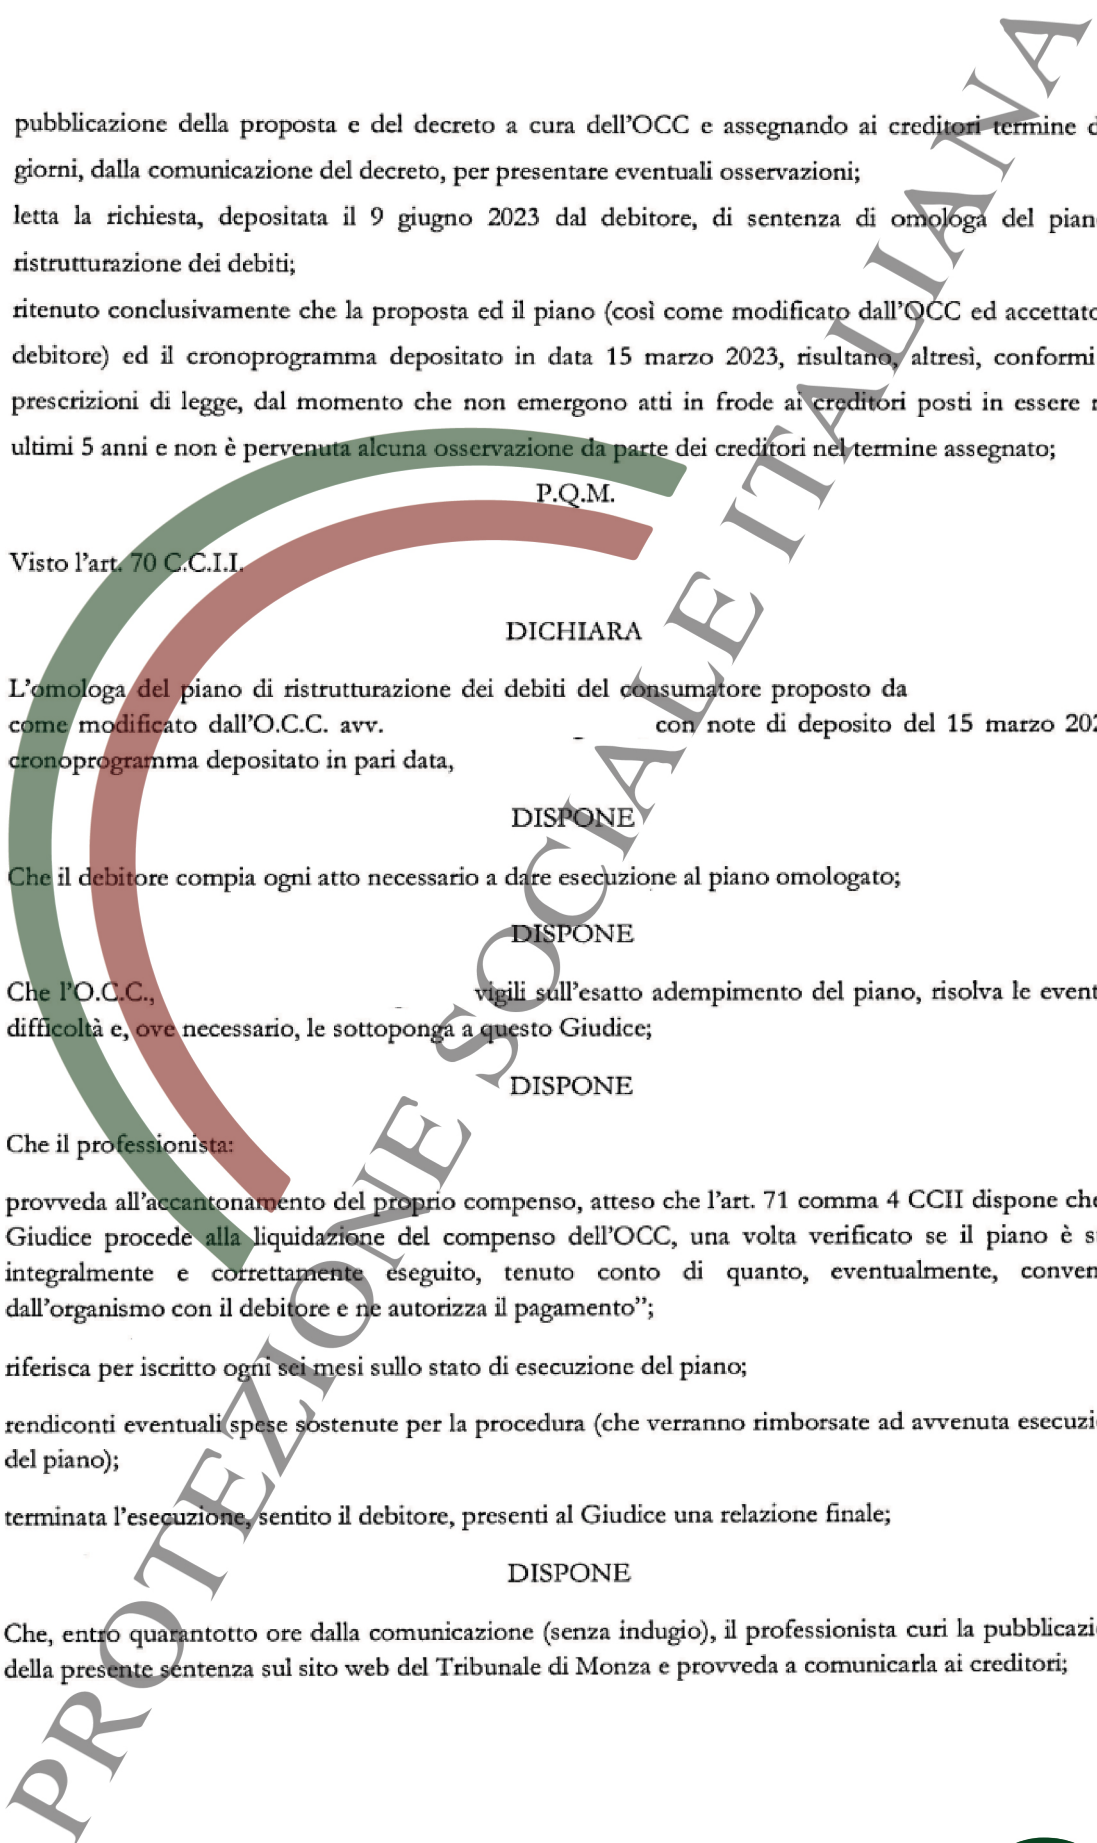 pubblicazione della proposta e del decreto a cura dell'OCC e assegnando ai creditori termine d
giorni, dalla comunicazione del decreto, per presentare eventuali osservazioni;
letta la richiesta, depositata il 9 giugno 2023 dal debitore, di sentenza di omologa del pian
ristrutturazione dei debiti;
ritenuto conclusivamente che la proposta ed il piano (così come modificato dall'OCC ed accettato
debitore) ed il cronoprogramma depositato in data 15 marzo 2023, risultano, altresì, conformi
prescrizioni di legge, dal momento che non emergono atti in frode ai creditori posti in essere
ultimi 5 anni e non è pervenuta alcuna osservazione da parte dei creditori nel termine assegnato;
P.Q.M.
Visto l'art. 70 C.C.I.I.
DICHIARA
L'omologa del piano di ristrutturazione dei debiti del consumatore proposto da
come modificato dall'O.C.C. avv. con note di deposito del 15 marzo 202
cronoprogramma depositato in pari data,
DISPONE
Che il debitore compia ogni atto necessario a dare esecuzione al piano omologato;
DISPONE
Che l'O.C.C., vigili sull'esatto adempimento del piano, risolva le event
difficoltà e, ove necessario, le sottoponga a questo Giudice;
DISPONE
Che il professionista:
provveda all'accantonamento del proprio compenso, atteso che l'art. 71 comma 4 CCII dispone che
Giudice procede alla liquidazione del compenso dell'OCC, una volta verificato se il piano è s
integralmente e correttamente eseguito, tenuto conto di quanto, eventualmente, conven
dall'organismo con il debitore e ne autorizza il pagamento";
riferisca per iscritto ogni sei mesi sullo stato di esecuzione del piano;
rendiconti eventuali spese sostenute per la procedura (che verranno rimborsate ad avvenuta esecuzi
del piano);
terminata l'esecuzione, sentito il debitore, presenti al Giudice una relazione finale;
DISPONE
Che, entro quarantotto ore dalla comunicazione (senza indugio), il professionista curi la pubblicazi
della presente sentenza sul sito web del Tribunale di Monza e provveda a comunicarla ai creditori;
PROTEZIONE SOCIALE ITALIANA